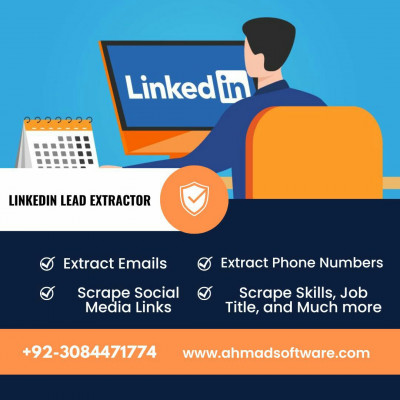 Linked in
LINKEDIN LEAD EXTRACTOR
Extract Emails
Extract Phone Numbers
Scrape Social
Media Links
Scrape Skills, Job
Title, and Much more
+92-3084471774
www.ahmadsoftware.com